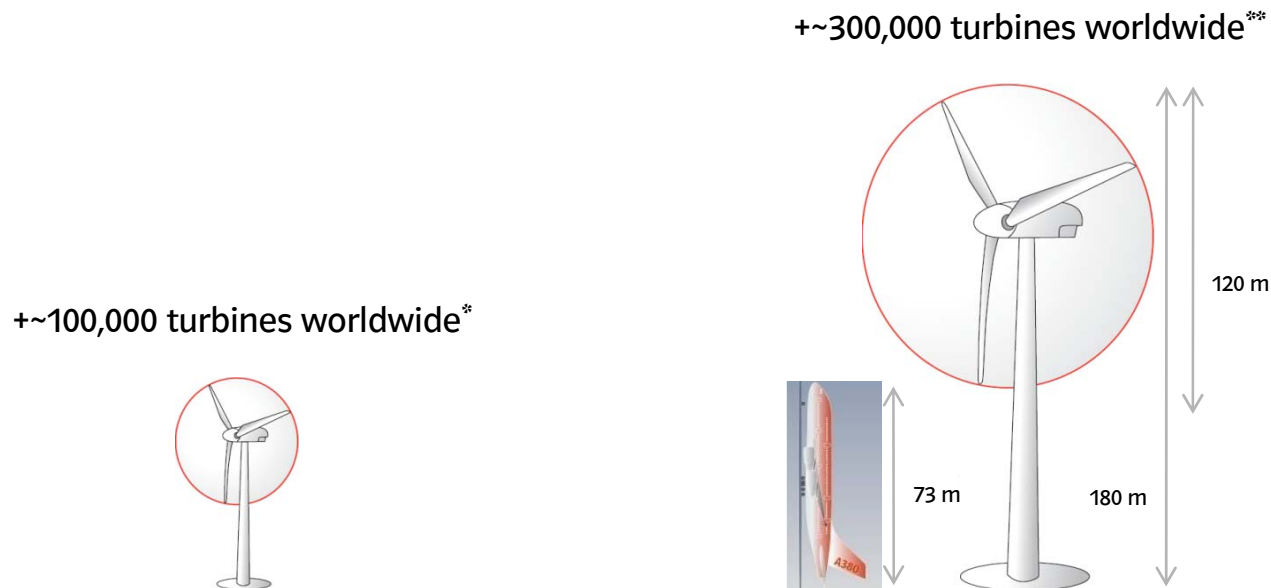 +~300,000 turbines worldwide**
120 m
+~100,000 turbines worldwide*
73 m
180 m
A380